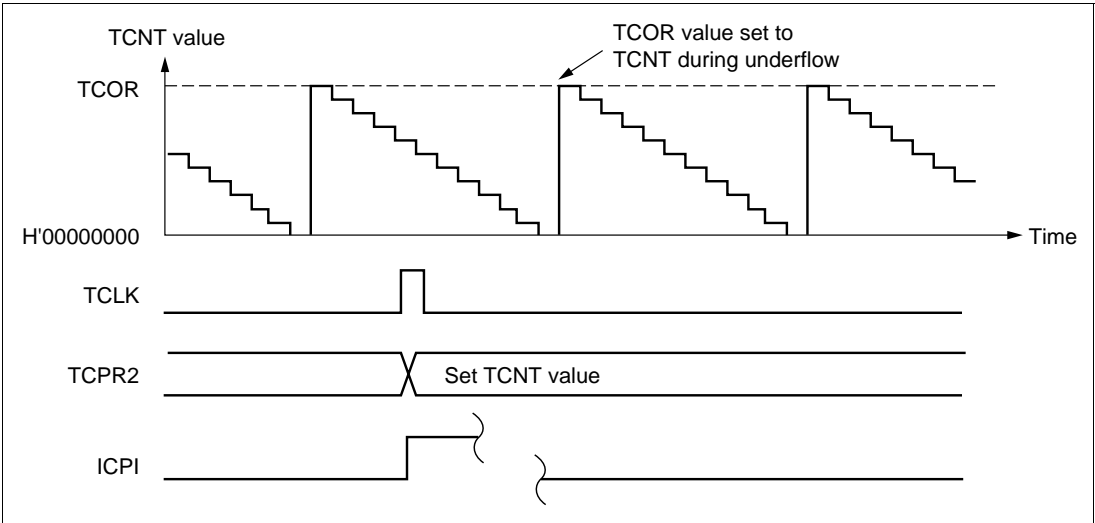 TCNT value
TCOR value set to
TCNT during underflow
TCOR
H'00000000
Time
TCLK
TCPR2
Set TCNT value
ICPI